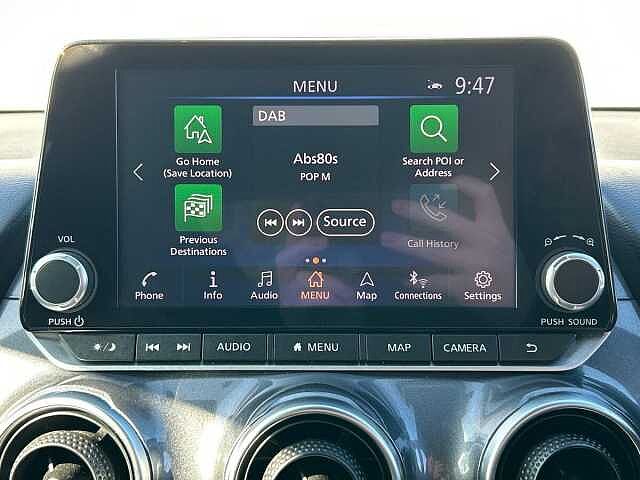 MENU
9:47
DAB
Go Home
(Save Location)
Abs80s
POP M
Search POI or
Address
Previous
Destinations
Source
Call History
Phone
Info
Audio
MENU
Map
Connections
Settings
VOL
PUSH
PUSH SOUND
AUDIO
MENU
MAP
CAMERA